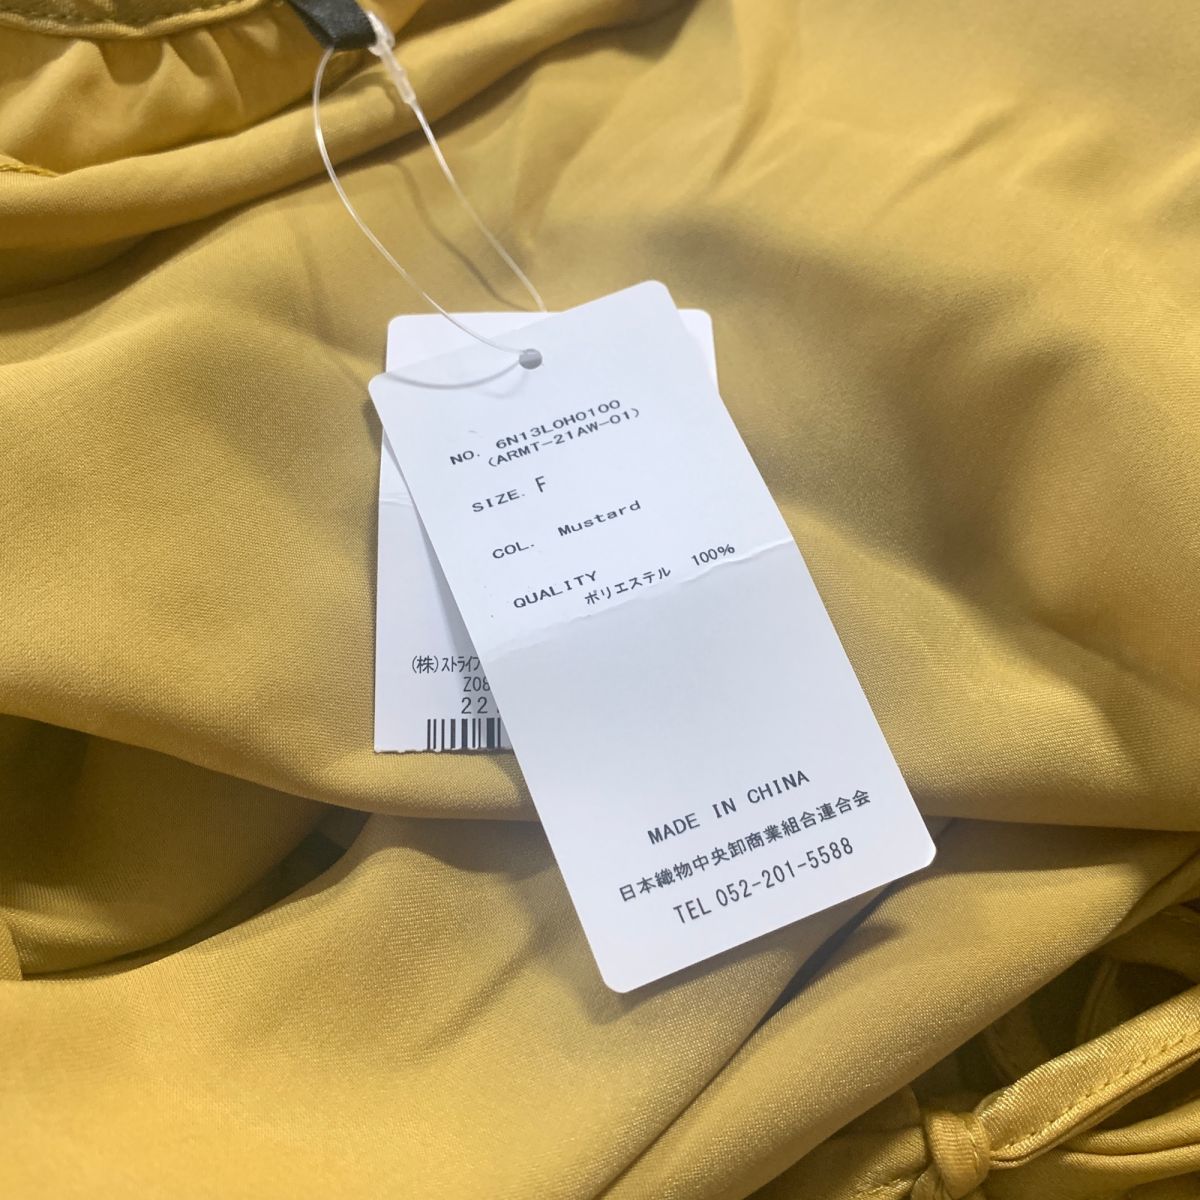 NO. 6N13L0H0100
(ARMT-21AW-01)
SIZE. F
COL. Mustard
QUALITY
ポリエステル 100%
MADE IN CHINA
日本織物中央卸商業組合連合会
TEL 052-201-5588
(株)ストライプ
Z08
22